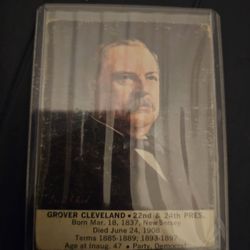 GROVER CLEVELAND • 22nd & 24th PRES.
Born Mar. 18, 1837, New Jersey
Died June 24, 1908
Terms 1885-1889; 1893-1897
Age at Inaug. 47 • Party, Democrat